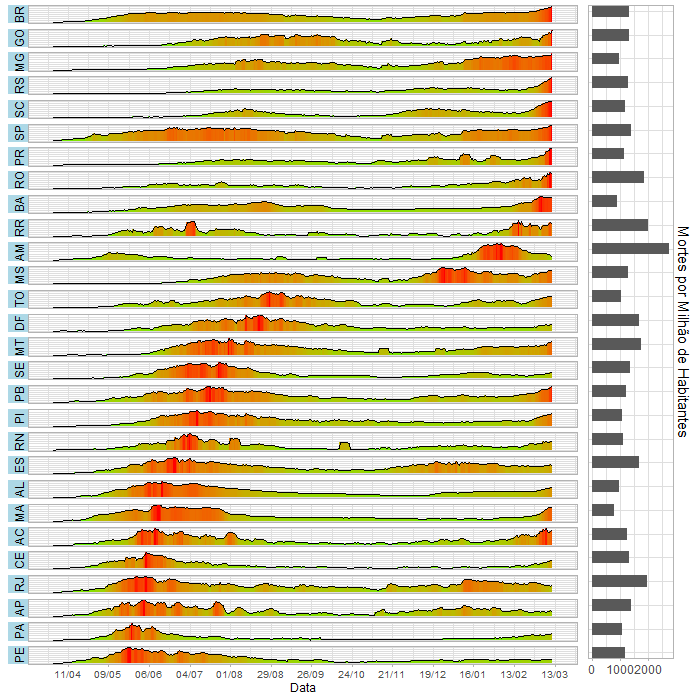 BR
GO
MG
RS
SC
SP
PR
RO
BA
RR
AM
MS
TO
DF
MT
SE
PB
PI
RN
ES
AL
MA
AC
CE
RJ
AP
PA
PE
11/04 09/05 06/06 04/07 01/08 29/08 26/09 24/10 21/11 19/12 16/01 13/02 13/03
Data
0 1000 2000
Mortes por Milhão de Habitantes